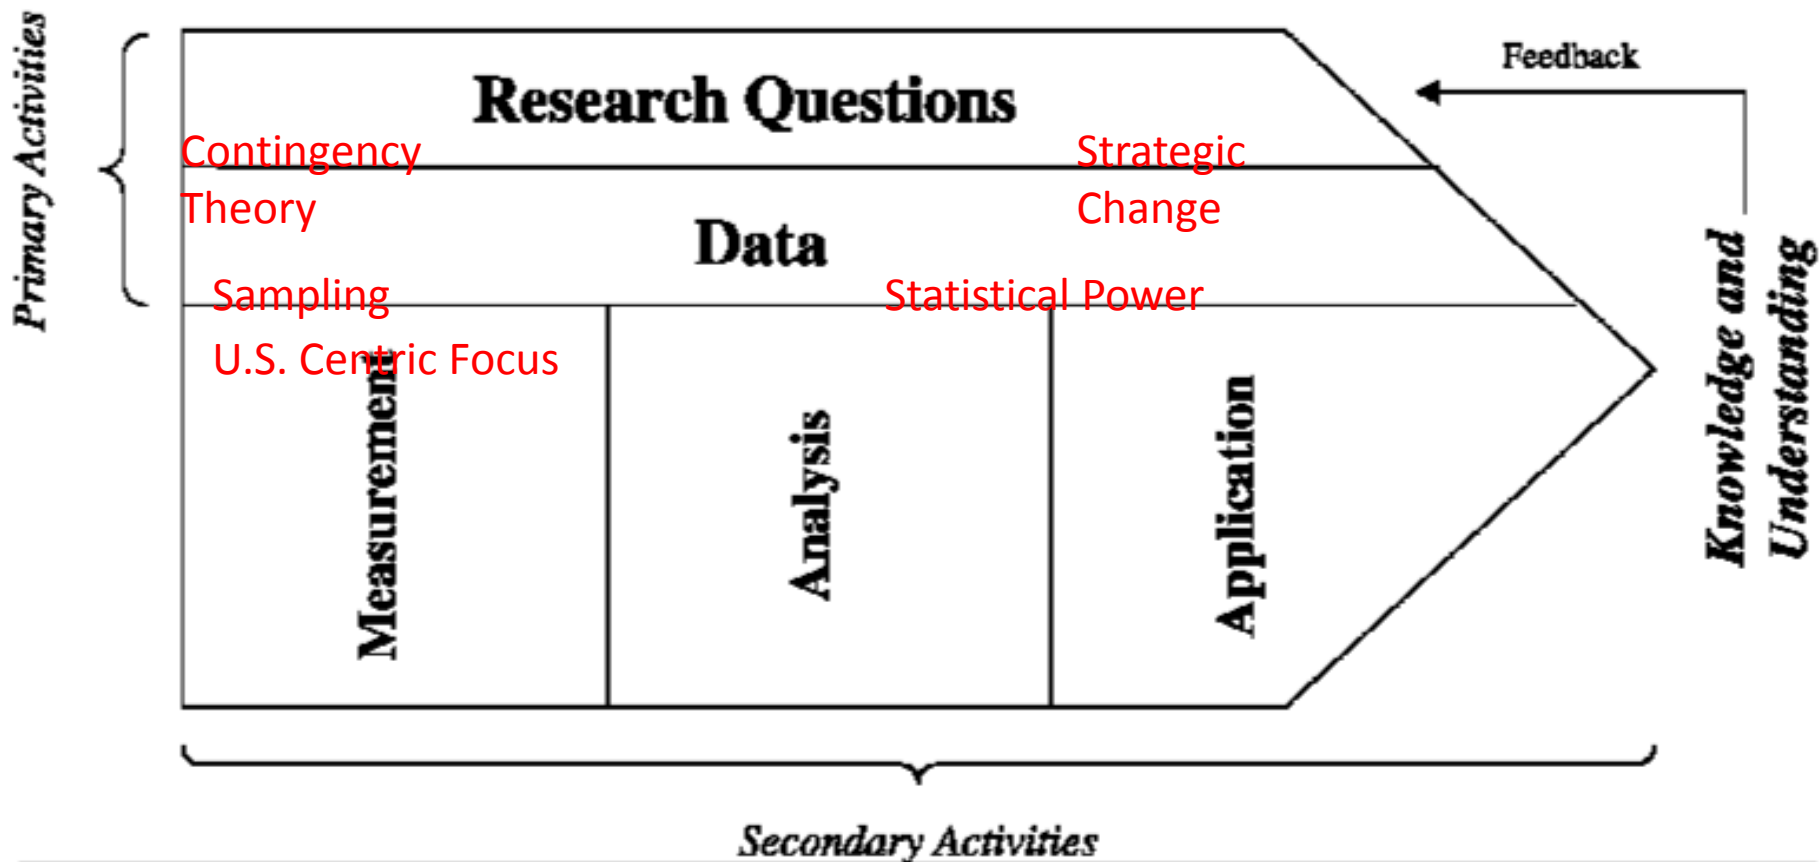 Primary Activities
Feedback
Research Questions
Contingency
Theory
Strategic
Change
Data
Sampling
Statistical Power
U.S. Centric Focus
Measurement
Analysis
Application
Knowledge and
Understanding
Secondary Activities